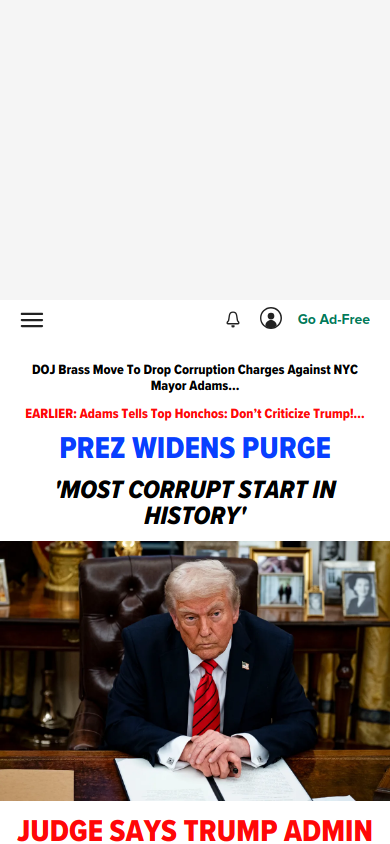 Go Ad-Free
DOJ Brass Move To Drop Corruption Charges Against NYC
Mayor Adams...
EARLIER: Adams Tells Top Honchos: Don’t Criticize Trump!...
PREZ WIDENS PURGE
'MOST CORRUPT START IN
HISTORY'
JUDGE SAYS TRUMP ADMIN